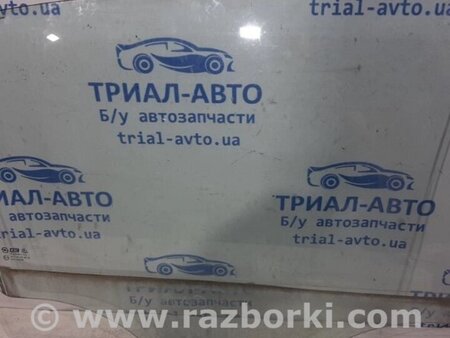 trial-avto.ua
ТРИАЛ-АВТО
Б/у автозапчасти
trial-avto.ua
ТРИАЛ-АВТО
автозапчасти
trial-avto.ua
ТРИАЛ-АВТО
Б/у автозапчасти
trial-avto.ua
Б/у автозапчасти
www.razborki.com